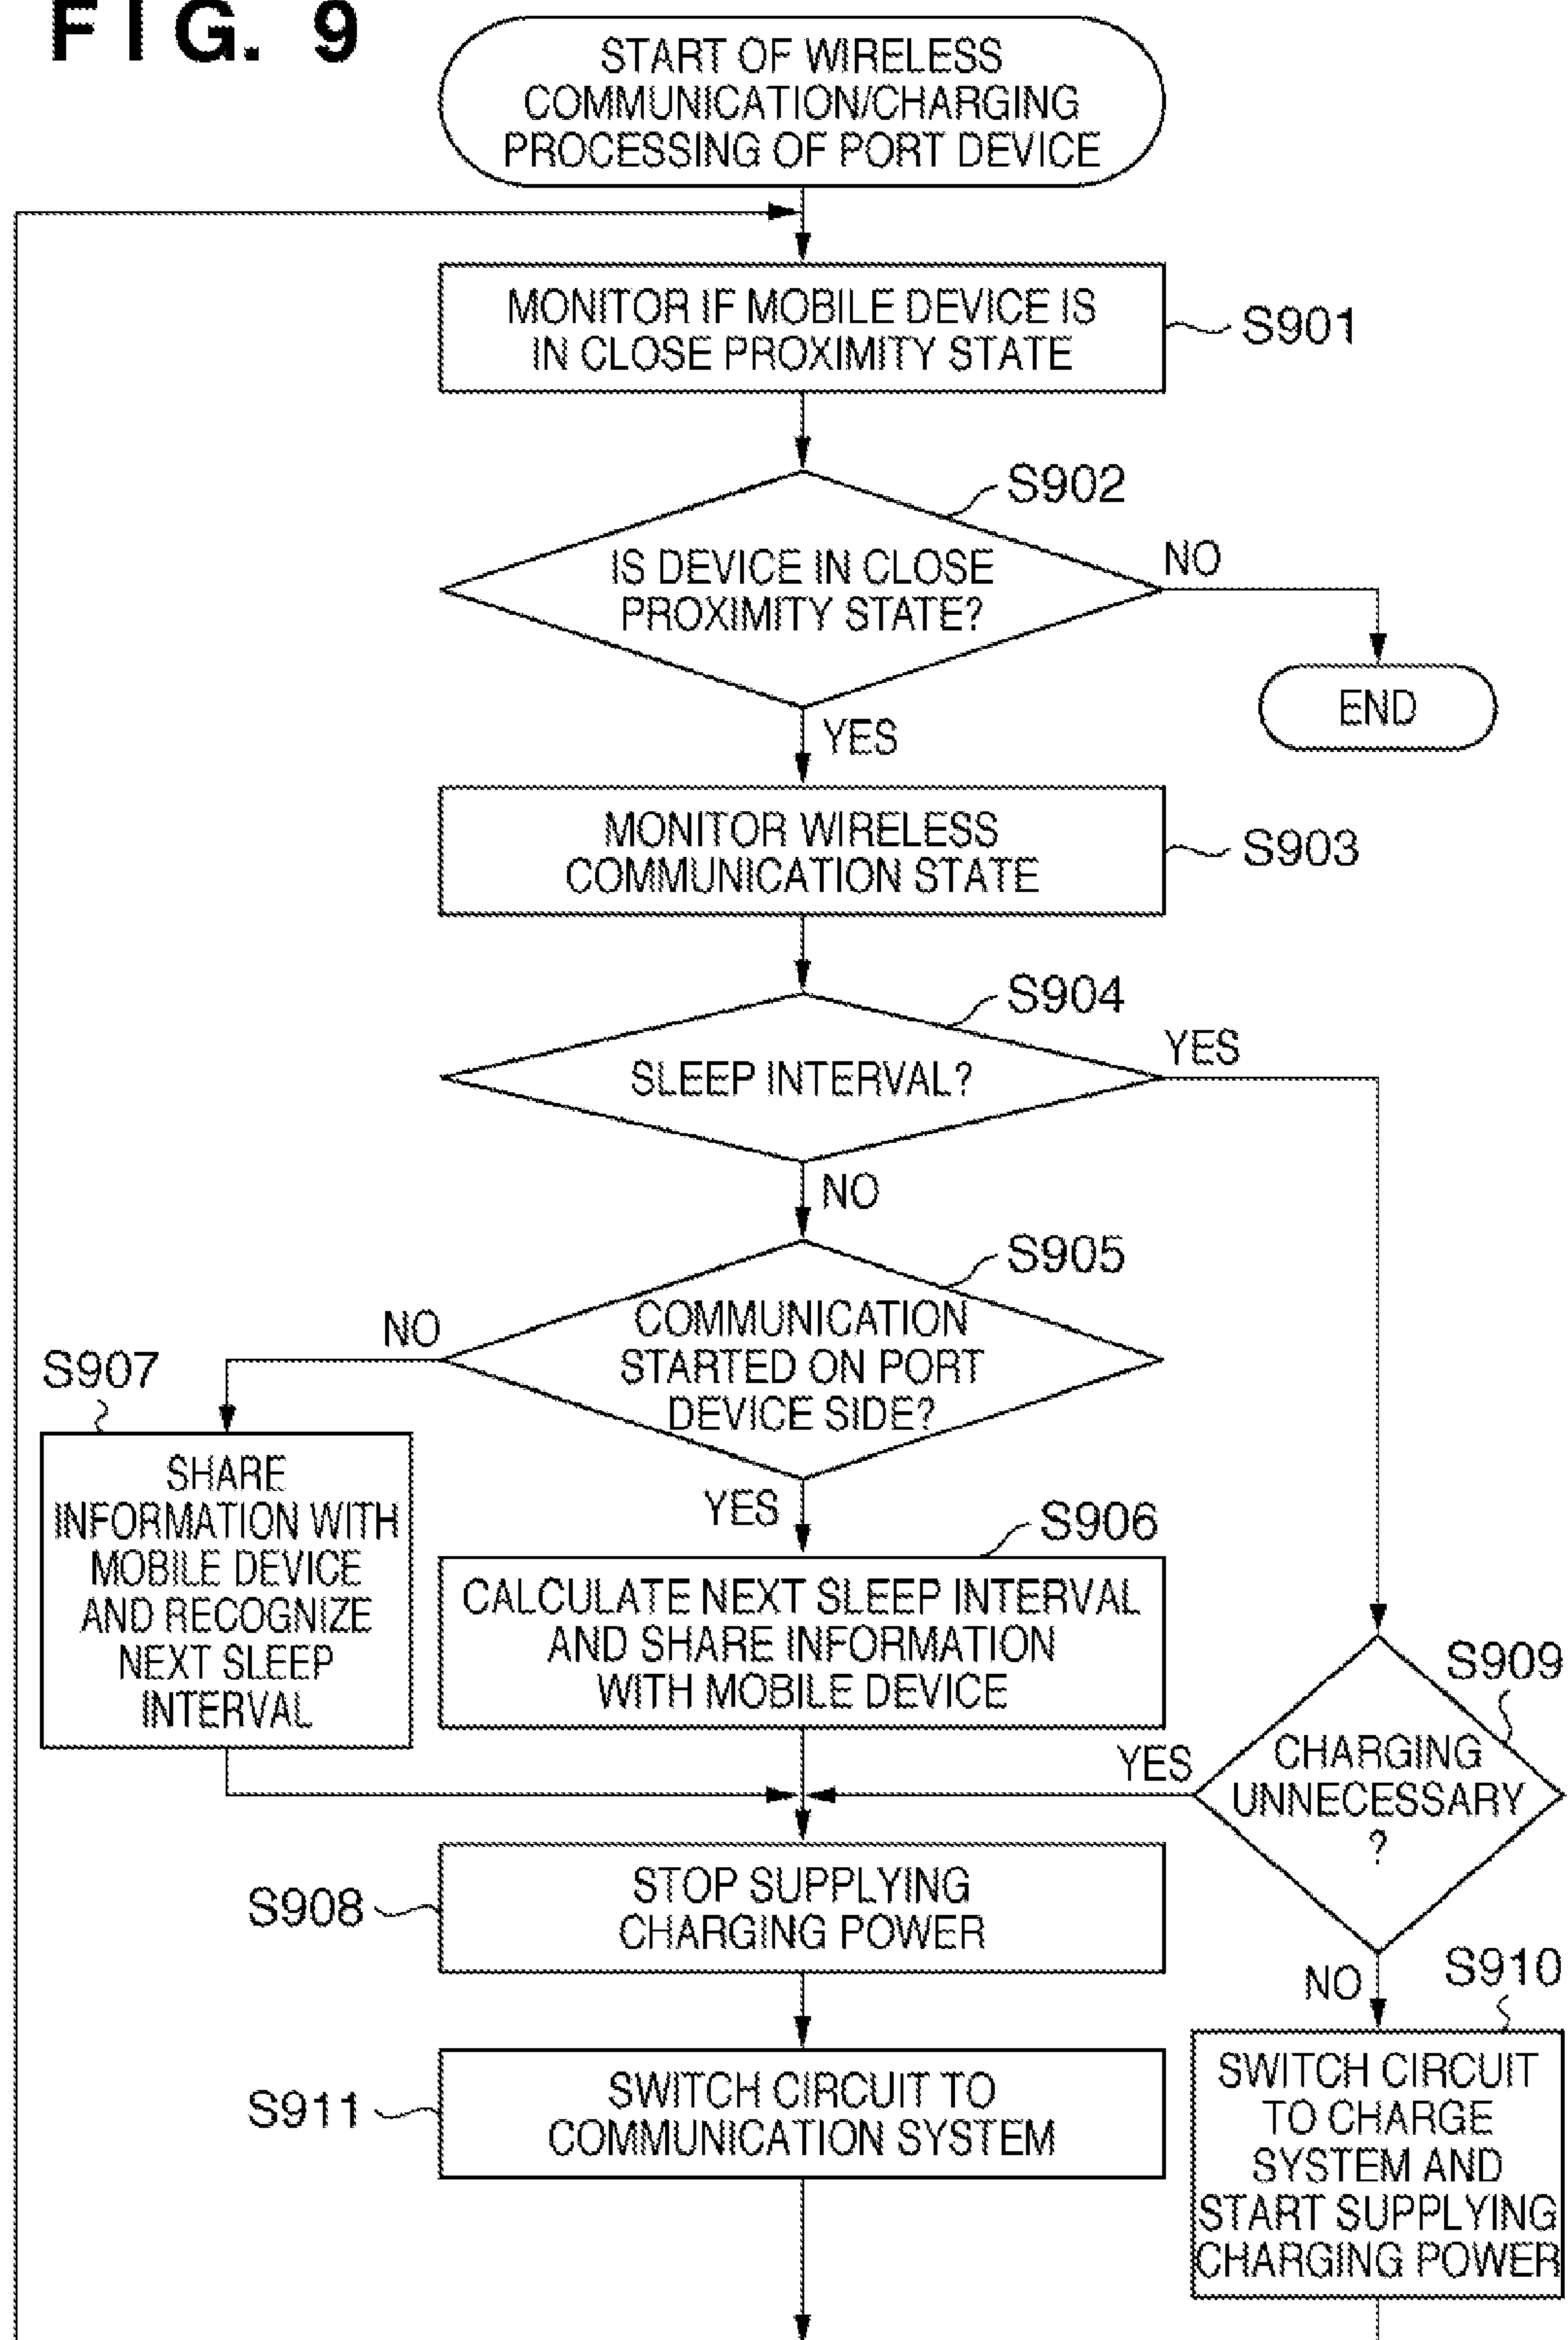 FIG. 9
START OF WIRELESS
COMMUNICATION/CHARGING
PROCESSING OF PORT DEVICE
MONITOR IF MOBILE DEVICE IS
IN CLOSE PROXIMITY STATE
S901
S902
IS DEVICE IN CLOSE
PROXIMITY STATE?
NO
END
YES
MONITOR WIRELESS
COMMUNICATION STATE
S903
S904
SLEEP INTERVAL?
YES
NO
S905
COMMUNICATION
STARTED ON PORT
DEVICE SIDE?
NO
S907
SHARE
INFORMATION WITH
MOBILE DEVICE
AND RECOGNIZE
NEXT SLEEP
INTERVAL
YES
S906
CALCULATE NEXT SLEEP INTERVAL
AND SHARE INFORMATION
WITH MOBILE DEVICE
S909
CHARGING
UNNECESSARY
?
YES
S908
STOP SUPPLYING
CHARGING POWER
NO
S910
SWITCH CIRCUIT
TO CHARGE
SYSTEM AND
START SUPPLYING
CHARGING POWER
S911
SWITCH CIRCUIT TO
COMMUNICATION SYSTEM